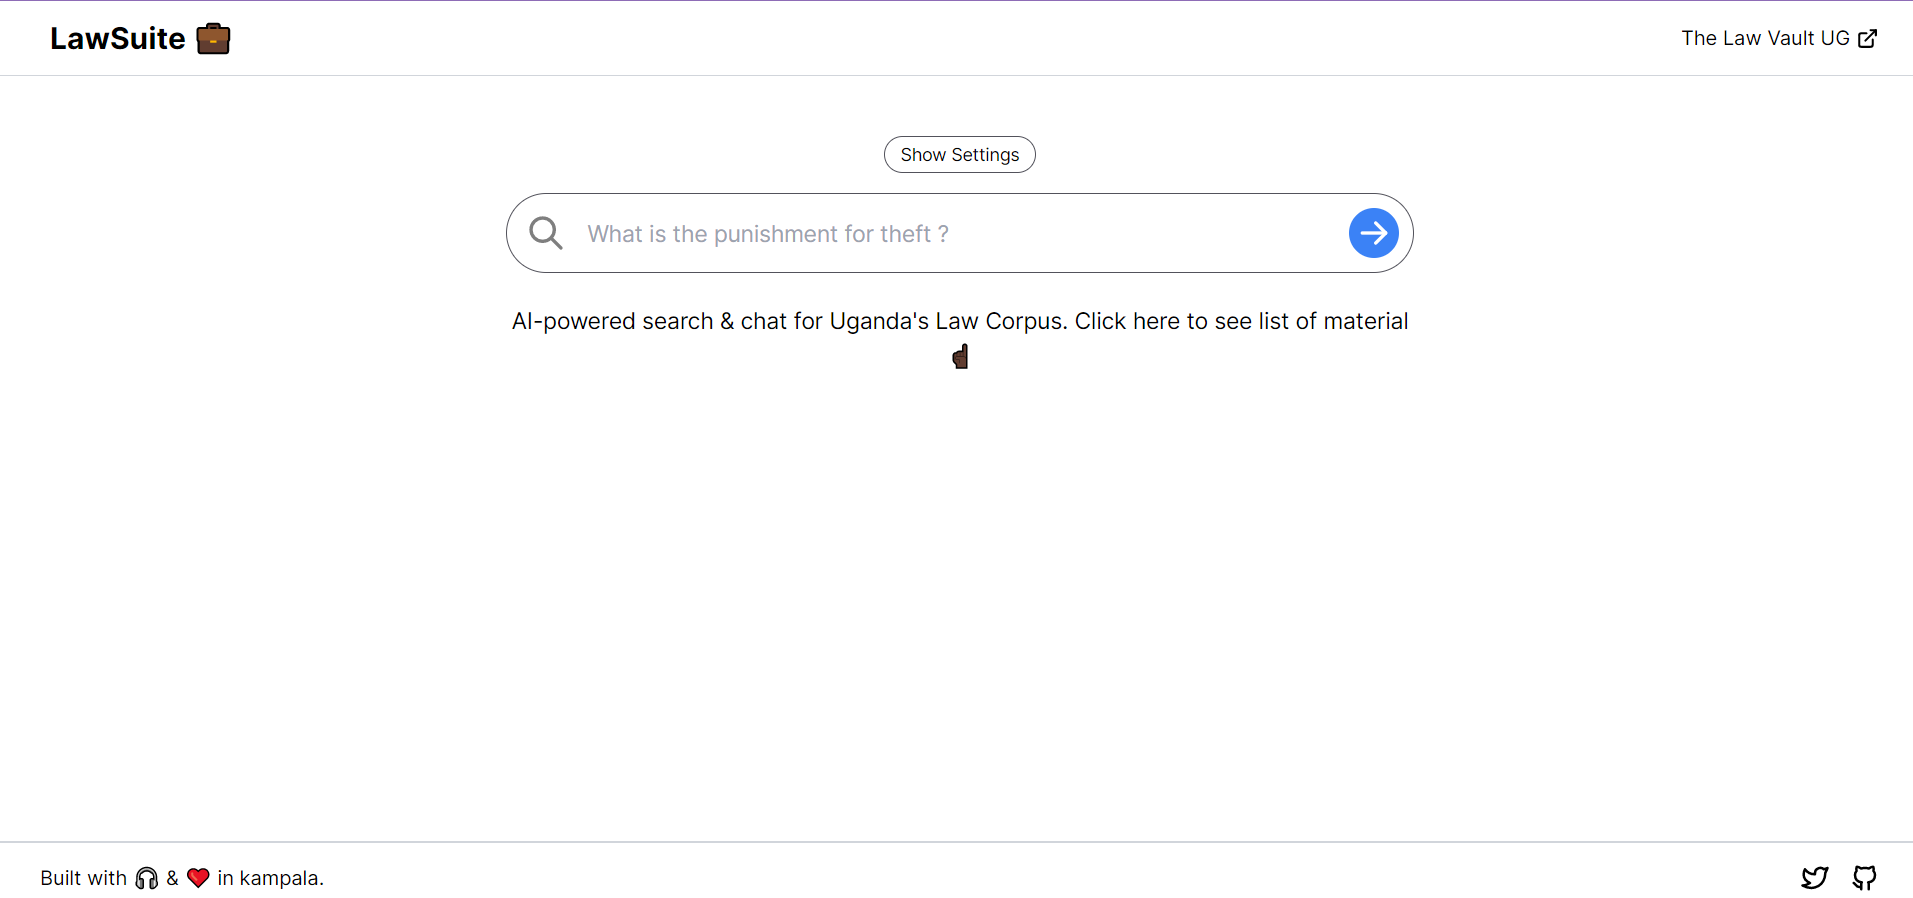 LawSuite 💼
The Law Vault UG
Show Settings
What is the punishment for theft ?
AI-powered search & chat for Uganda's Law Corpus. Click here to see list of material
☝🏿
Built with 🎧 & ❤️ in kampala.